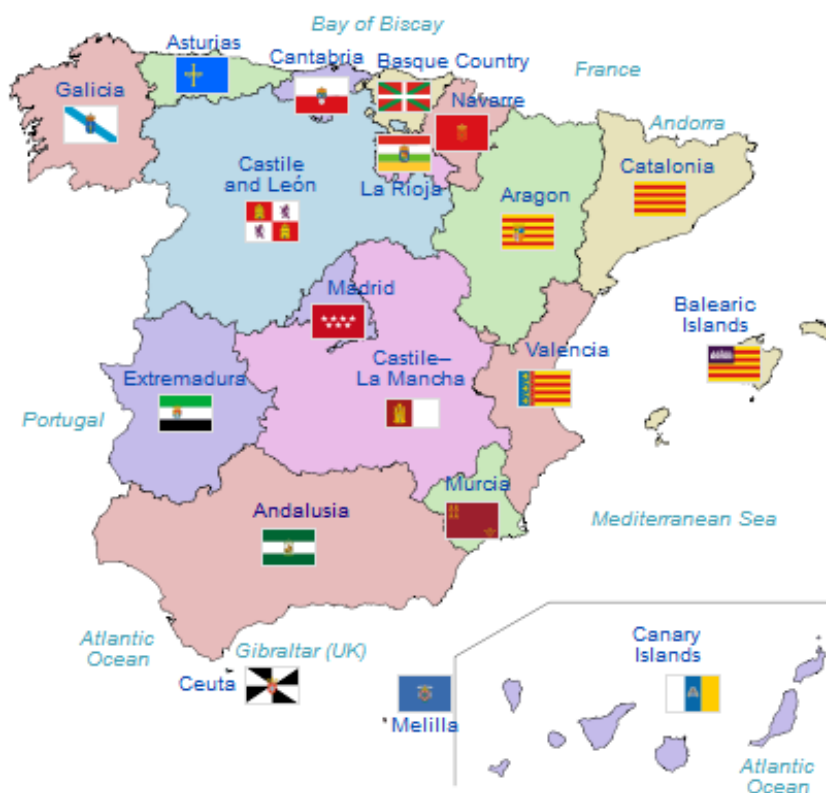 Bay of Biscay
Asturias
Cantabria
Basque Country
France
Galicia
Navarre
Andorra
Castile
and León
La Rioja
Aragon
Catalonia
Madrid
Balearic
Islands
Valencia
Castile–
La Mancha
Extremadura
Portugal
Murcia
Andalusia
Mediterranean Sea
Atlantic
Ocean
Gibraltar (UK)
Ceuta
Melilla
Canary
Islands
Atlantic
Ocean